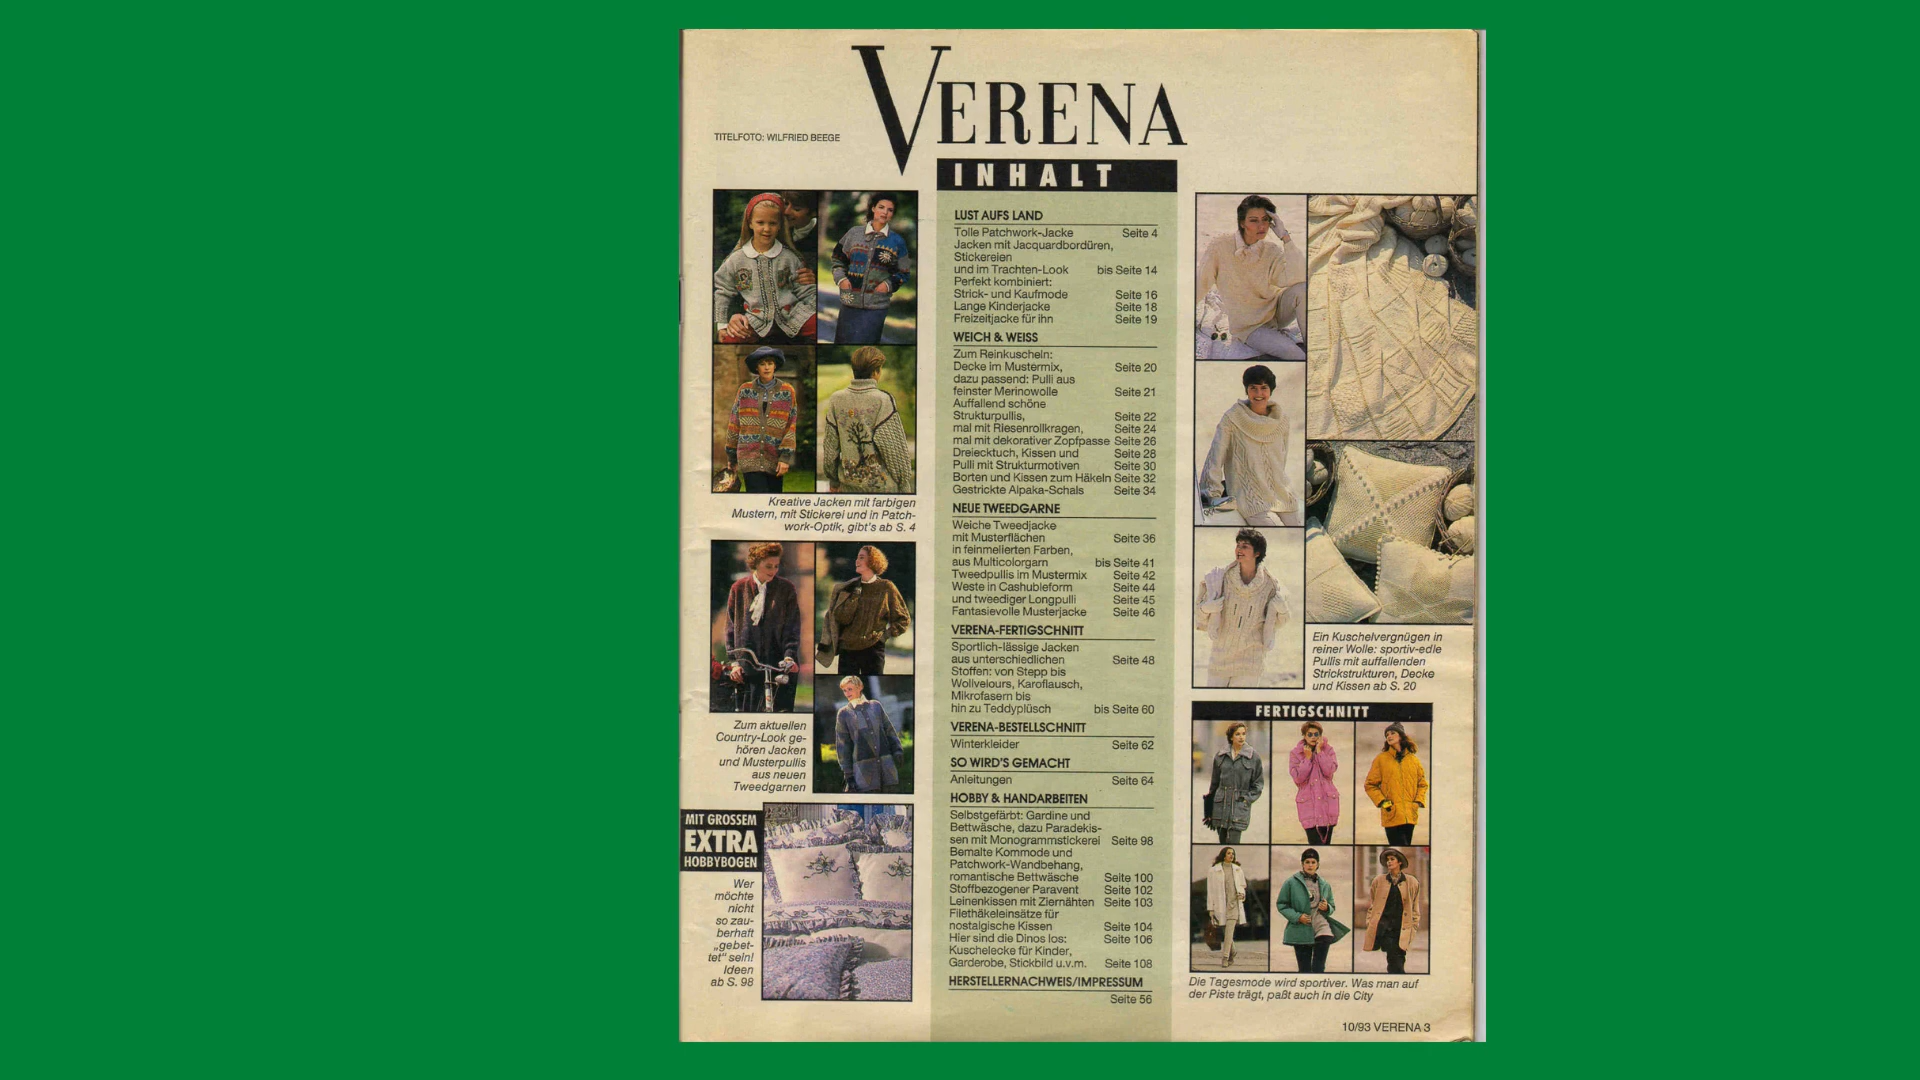 VERENA
TITELFOTO: WILFRIED BEEGE
INHALT
Kreative Jacken mit farbigen
Mustern, mit Stickerei und in Patch-
work-Optik, gibt's ab S. 4
Zum aktuellen
Country-Look ge-
hören Jacken
und Musterpullis
aus neuen
Tweedgarnen
MIT GROSSEM
EXTRA
HOBBYBOGEN
Wer
möchte
nicht
so zau-
berhaft
„gebet-
tet" sein!
Ideen
ab S. 98
LUST AUFS LAND
Tolle Patchwork-Jacke Seite 4
Jacken mit Jacquardbordüren,
Stickereien
und im Trachten-Look bis Seite 14
Perfekt kombiniert:
Strick- und Kaufmode Seite 16
Lange Kinderjacke Seite 18
Freizeitjacke für ihn Seite 19
WEICH & WEISS
Zum Reinkuscheln:
Decke im Mustermix, Seite 20
dazu passend: Pulli aus
feinster Merinowolle Seite 21
Auffallend schöne
Strukturpullis, Seite 22
mal mit Riesenrollkragen, Seite 24
mal mit dekorativer Zopfpasse Seite 26
Dreiecktuch, Kissen und Seite 28
Pulli mit Strukturmotiven Seite 30
Borten und Kissen zum Häkeln Seite 32
Gestrickte Alpaka-Schals Seite 34
NEUE TWEEDGARNE
Weiche Tweedjacke
mit Musterflächen Seite 36
in feinmelierten Farben,
aus Multicolorgarn bis Seite 41
Tweedpullis im Mustermix Seite 42
Weste in Cashubleform Seite 44
und tweediger Longpulli Seite 45
Fantasievolle Musterjacke Seite 46
VERENA-FERTIGSCHNITT
Sportlich-lässige Jacken
aus unterschiedlichen Seite 48
Stoffen: von Stepp bis
Wollvelours, Karoflausch,
Mikrofasern bis
hin zu Teddyplüsch bis Seite 60
VERENA-BESTELLSCHNITT
Winterkleider Seite 62
SO WIRD'S GEMACHT
Anleitungen Seite 64
HOBBY & HANDARBEITEN
Selbstgefärbt: Gardine und
Bettwäsche, dazu Paradekis-
sen mit Monogrammstickerei Seite 98
Bemalte Kommode und
Patchwork-Wandbehang,
romantische Bettwäsche Seite 100
Stoffbezogener Paravent Seite 102
Leinenkissen mit Ziernähten Seite 103
Filethäkeleinsätze für
nostalgische Kissen Seite 104
Hier sind die Dinos los: Seite 106
Kuschelecke für Kinder,
Garderobe, Stickbild u.v.m. Seite 108
HERSTELLERNACHWEIS/IMPRESSUM
Seite 56
Ein Kuschelvergnügen in
reiner Wolle: sportiv-edle
Pullis mit auffallenden
Strickstrukturen, Decke
und Kissen ab S. 20
FERTIGSCHNITT
Die Tagesmode wird sportiver. Was man auf
der Piste trägt, paßt auch in die City
10/93 VERENA 3